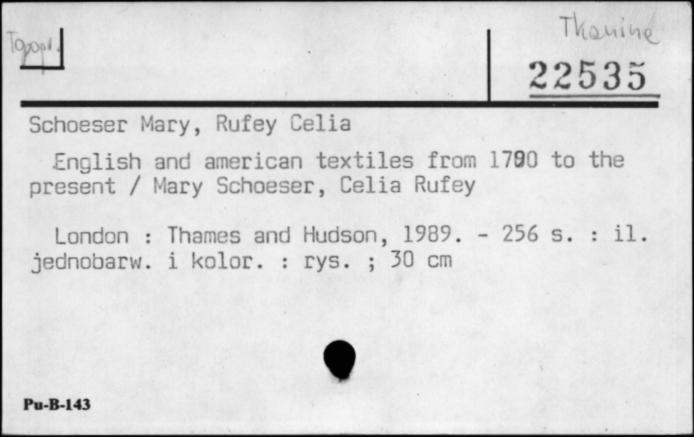 Topogr.
Tkanine
22535
Schoeser Mary, Rufey Celia
English and american textiles from 1790 to the
present / Mary Schoeser, Celia Rufey
London : Thames and Hudson, 1989. - 256 s. : il.
jednobarw. i kolor. : rys. ; 30 cm
Pu-B-143